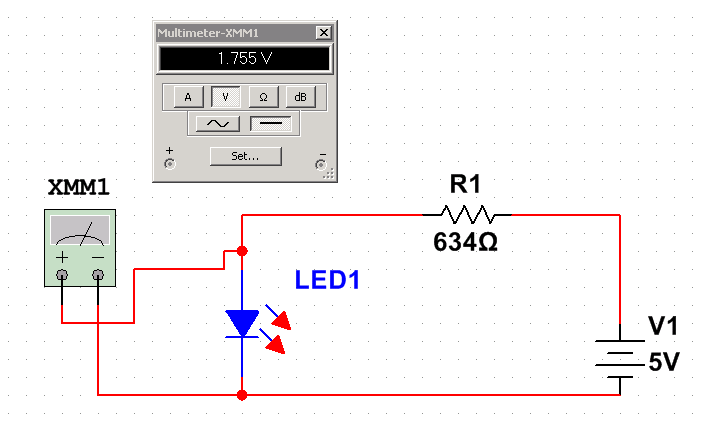 Multimeter-XMM1
1.755 V
A V Ω dB
+ −
Set...
XMM1
+ −
R1
634Ω
LED1
V1
5V